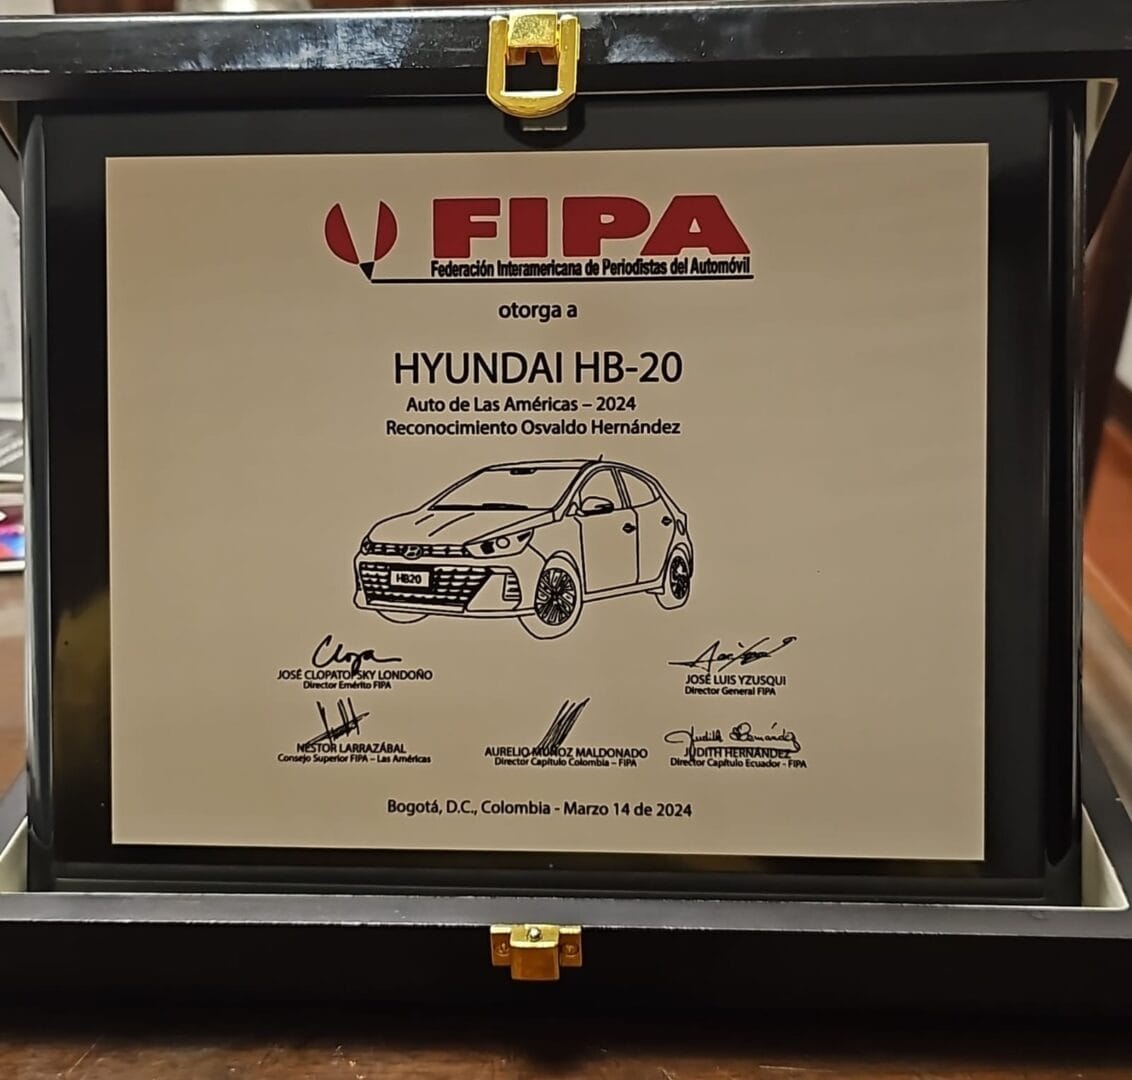 FIPA
Federación Interamericana de Periodistas del Automóvil
otorga a
HYUNDAI HB-20
Auto de Las Américas – 2024
Reconocimiento Osvaldo Hernández
HB20
JOSÉ CLOPATOFSKY LONDOÑO
Director Emérito FIPA
JOSÉ LUIS YZUSQUI
Director General FIPA
NÉSTOR LARRAZÁBAL
Consejo Superior FIPA – Las Américas
AURELIO MUÑOZ MALDONADO
Director Capítulo Colombia – FIPA
Judith Hernández
JUDITH HERNÁNDEZ
Director Capítulo Ecuador - FIPA
Bogotá, D.C., Colombia - Marzo 14 de 2024